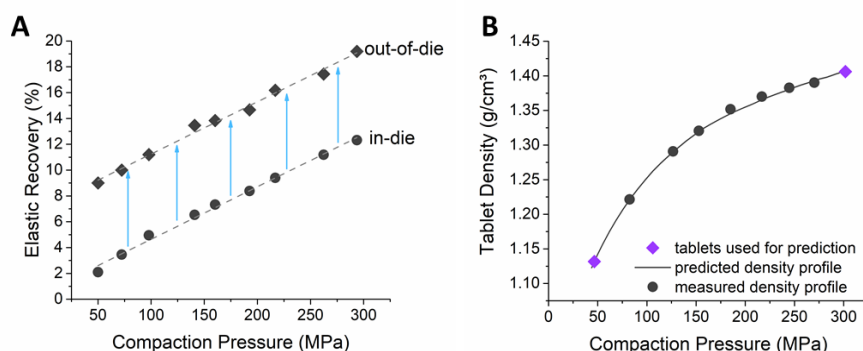 A
20
18
16
14
12
10
8
6
4
2
0
50
100
150
200
250
300
Elastic Recovery (%)
Compaction Pressure (MPa)
out-of-die
in-die
B
1.45
1.40
1.35
1.30
1.25
1.20
1.15
1.10
0
50
100
150
200
250
300
Tablet Density (g/cm³)
Compaction Pressure (MPa)
tablets used for prediction
predicted density profile
measured density profile